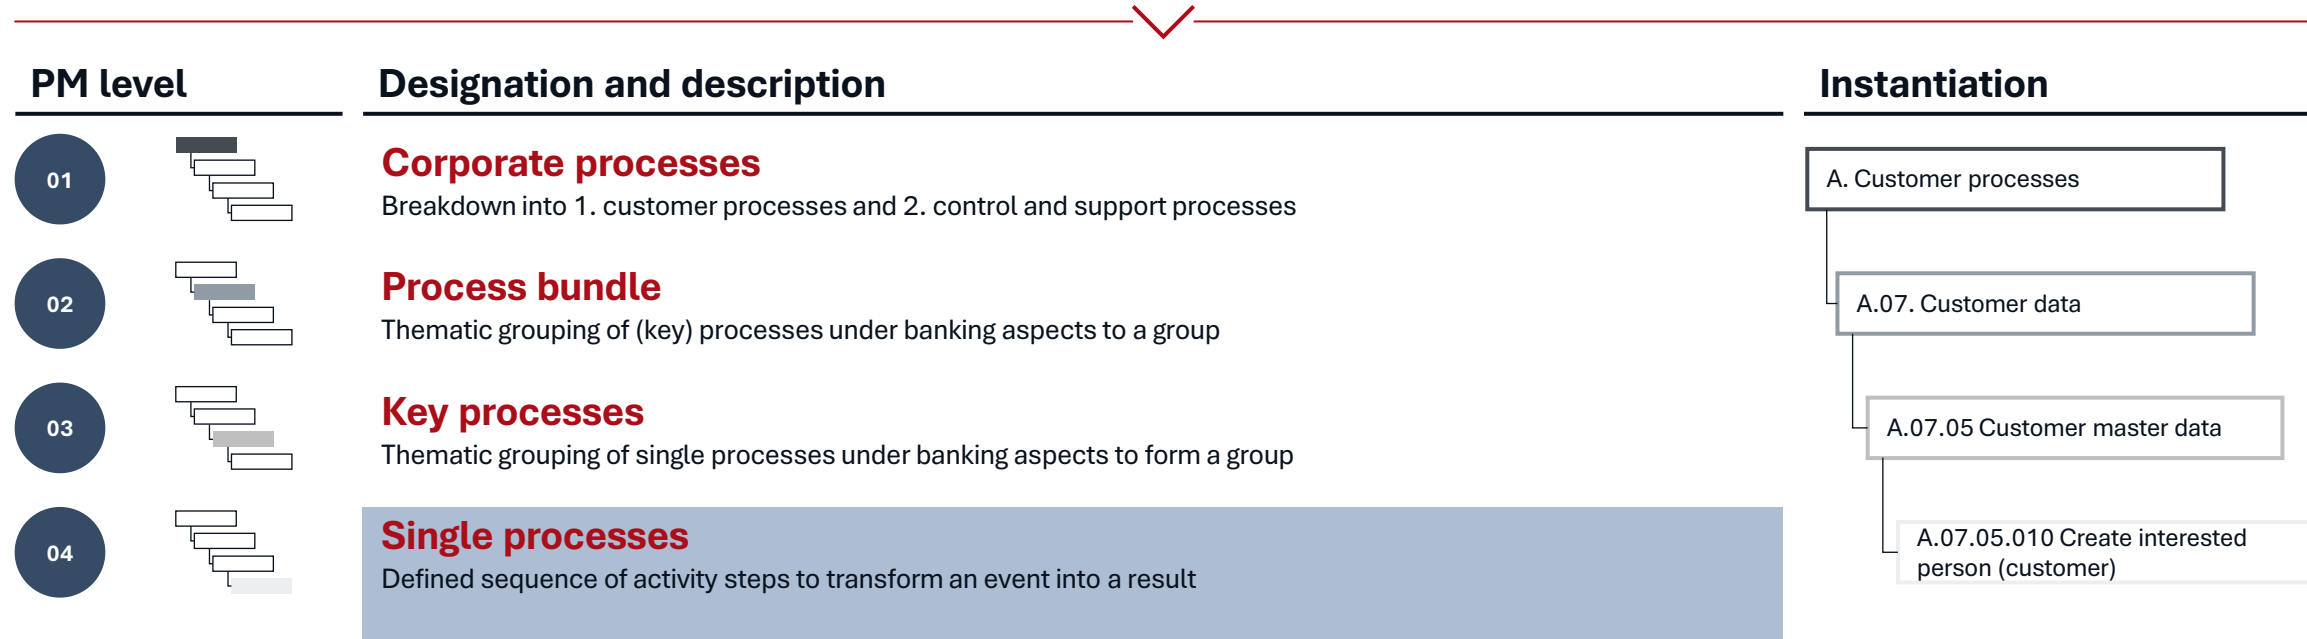 PM level
Designation and description
Instantiation
01
Corporate processes
Breakdown into 1. customer processes and 2. control and support processes
A. Customer processes
02
Process bundle
Thematic grouping of (key) processes under banking aspects to a group
A.07. Customer data
03
Key processes
Thematic grouping of single processes under banking aspects to form a group
A.07.05 Customer master data
04
Single processes
Defined sequence of activity steps to transform an event into a result
A.07.05.010 Create interested
person (customer)